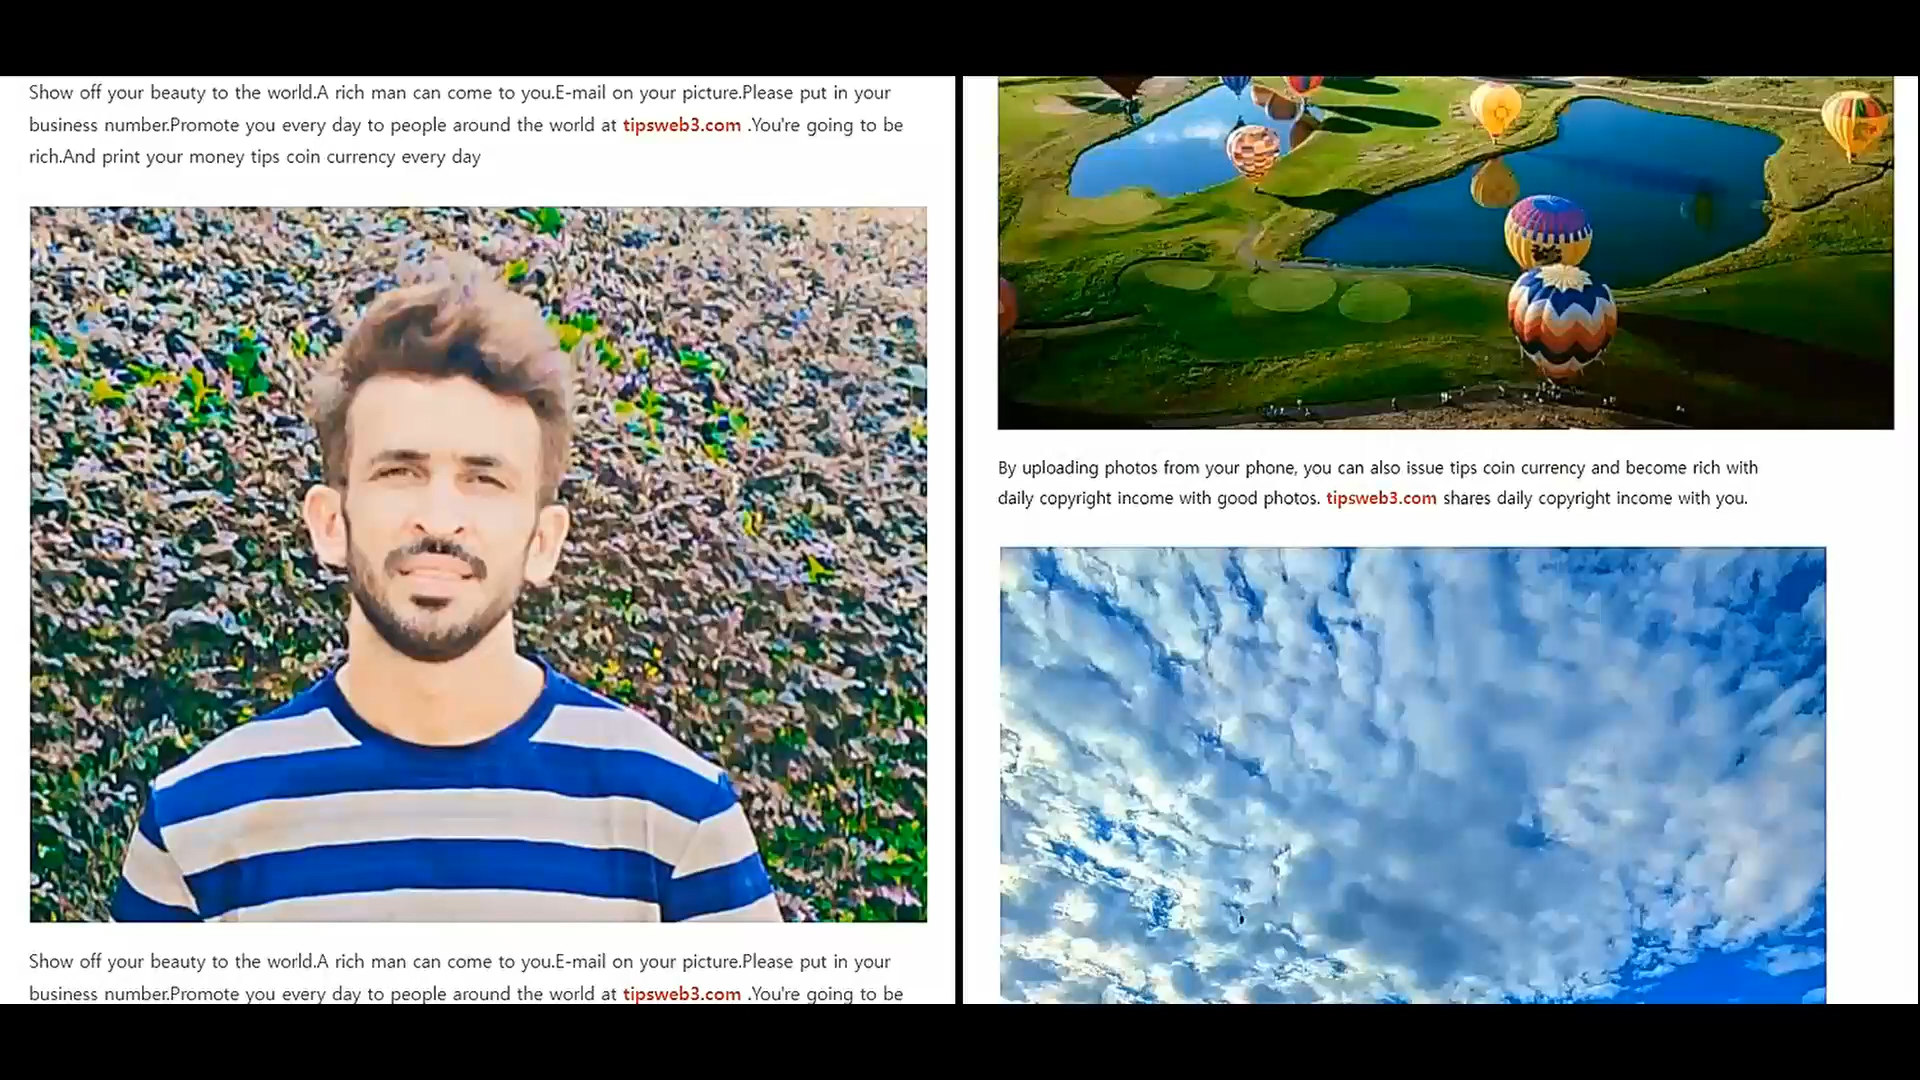 Show off your beauty to the world.A rich man can come to you.E-mail on your picture.Please put in your
business number.Promote you every day to people around the world at tipsweb3.com .You're going to be
rich.And print your money tips coin currency every day
Show off your beauty to the world.A rich man can come to you.E-mail on your picture.Please put in your
business number.Promote you every day to people around the world at tipsweb3.com .You're going to be
By uploading photos from your phone, you can also issue tips coin currency and become rich with
daily copyright income with good photos. tipsweb3.com shares daily copyright income with you.